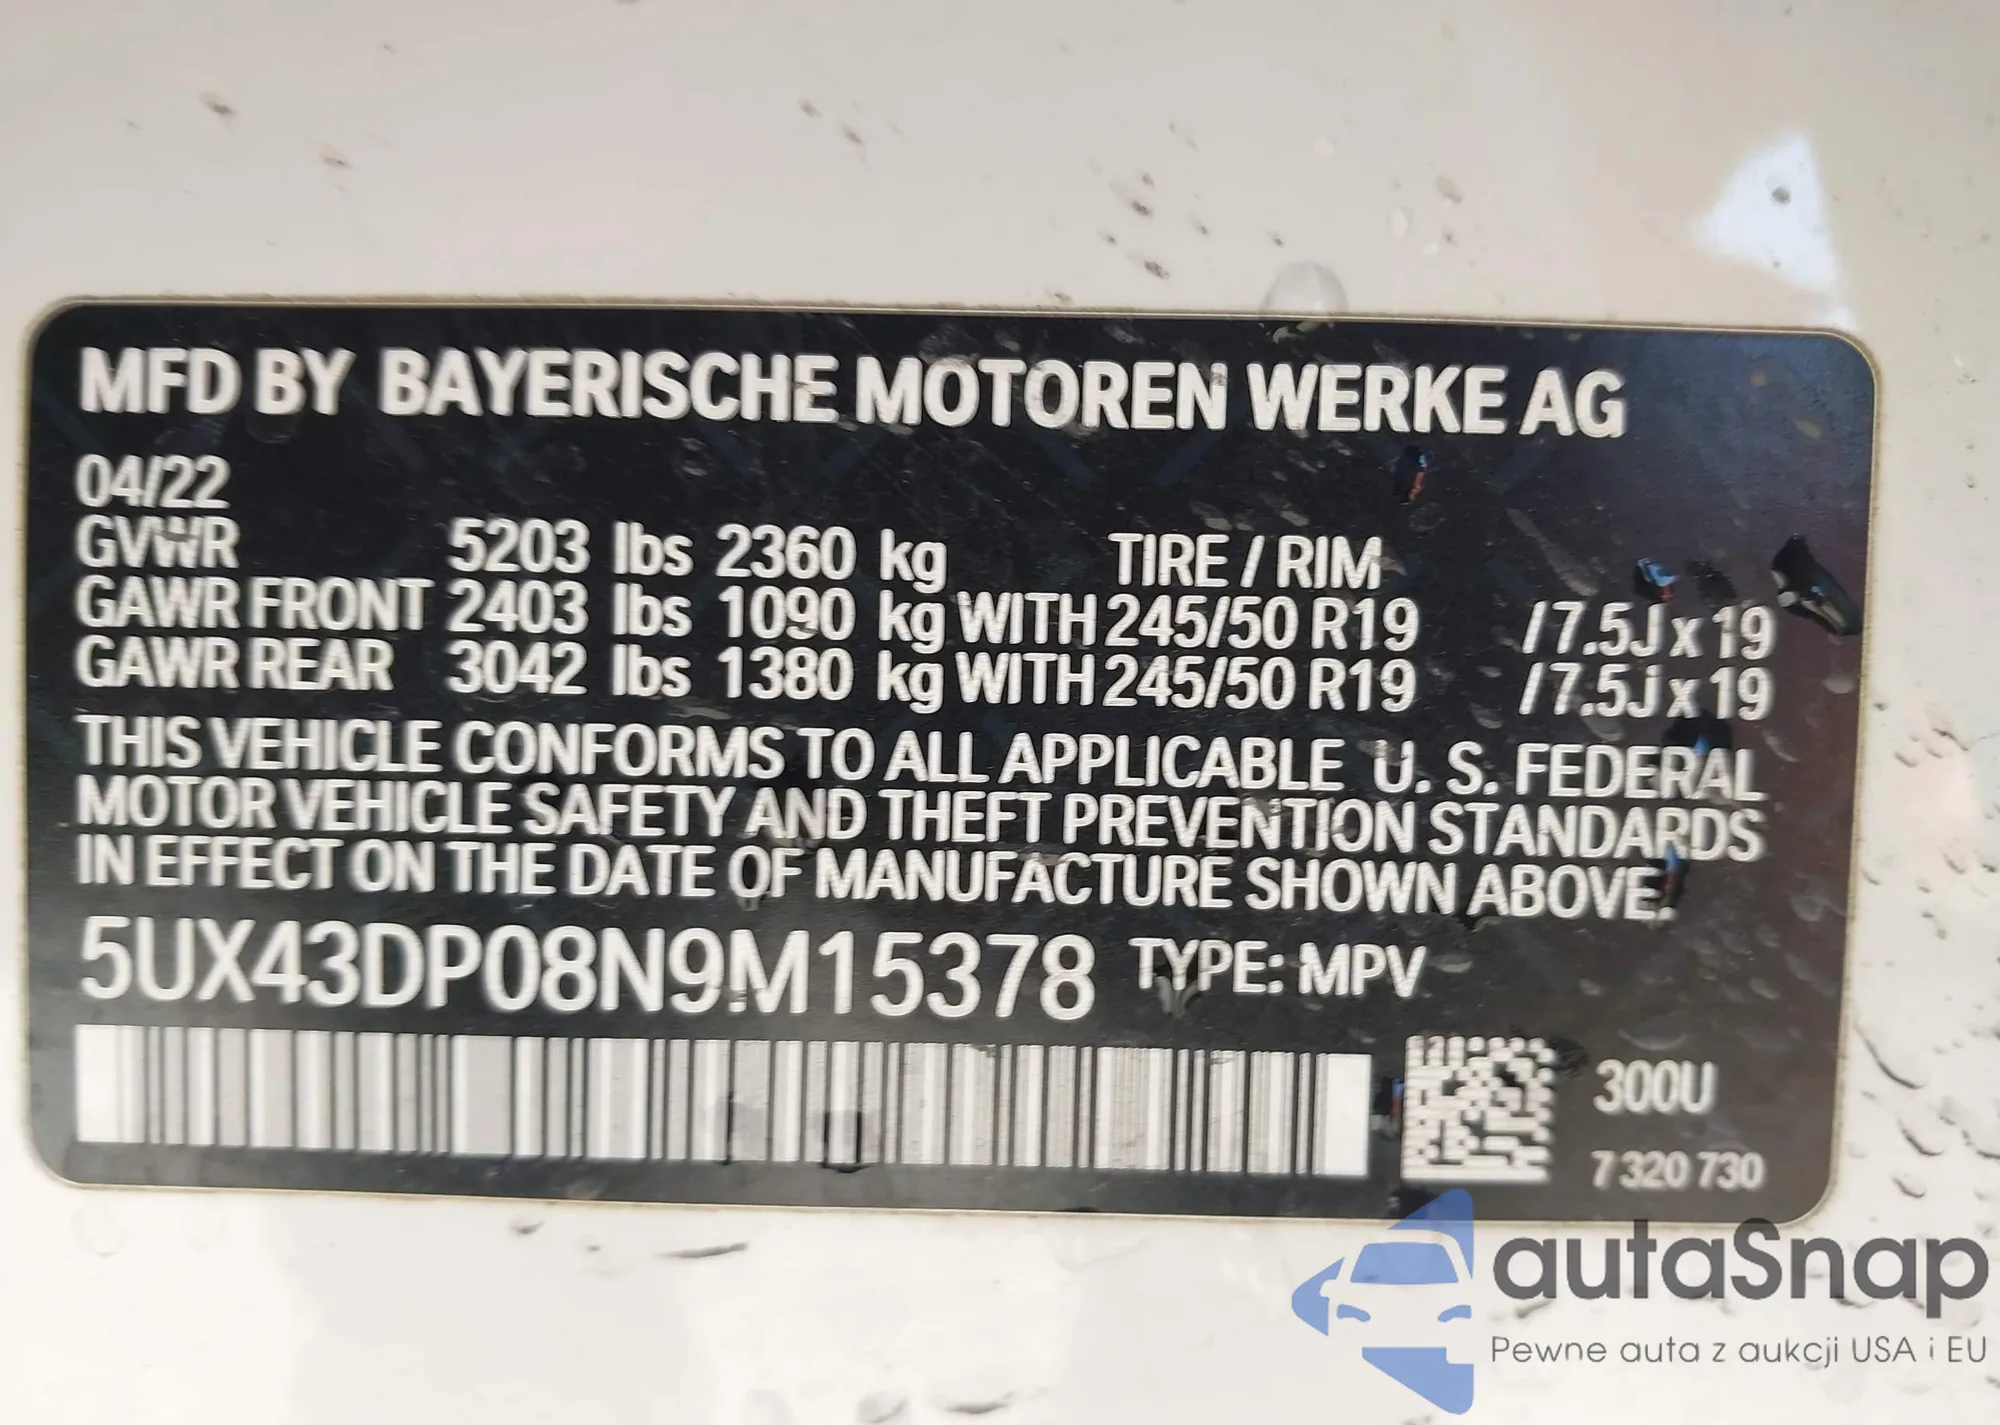 MFD BY BAYERISCHE MOTOREN WERKE AG
04/22
GVWR 5203 lbs 2360 kg TIRE / RIM
GAWR FRONT 2403 lbs 1090 kg WITH 245/50 R19 / 7.5J x 19
GAWR REAR 3042 lbs 1380 kg WITH 245/50 R19 / 7.5J x 19
THIS VEHICLE CONFORMS TO ALL APPLICABLE U. S. FEDERAL
MOTOR VEHICLE SAFETY AND THEFT PREVENTION STANDARDS
IN EFFECT ON THE DATE OF MANUFACTURE SHOWN ABOVE.
5UX43DP08N9M15378 TYPE: MPV
300U
7 320 730
autaSnap
Pewne auta z aukcji USA i EU